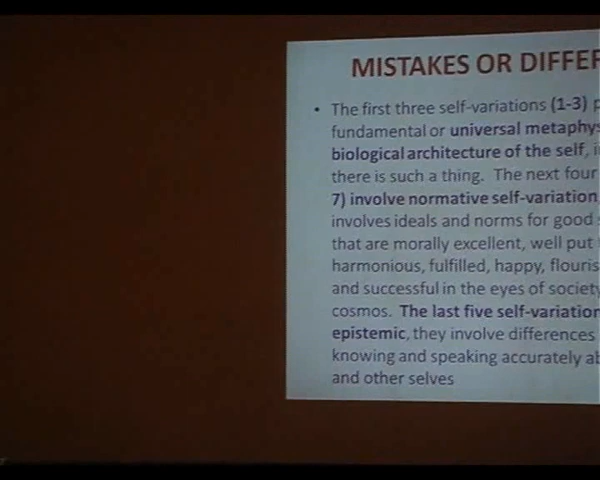 MISTAKES OR DIFFER
• The first three self-variations (1-3) p
fundamental or universal metaphys
biological architecture of the self, i
there is such a thing. The next four
7) involve normative self-variation
involves ideals and norms for good s
that are morally excellent, well put t
harmonious, fulfilled, happy, flouris
and successful in the eyes of society
cosmos. The last five self-variation
epistemic, they involve differences
knowing and speaking accurately ab
and other selves